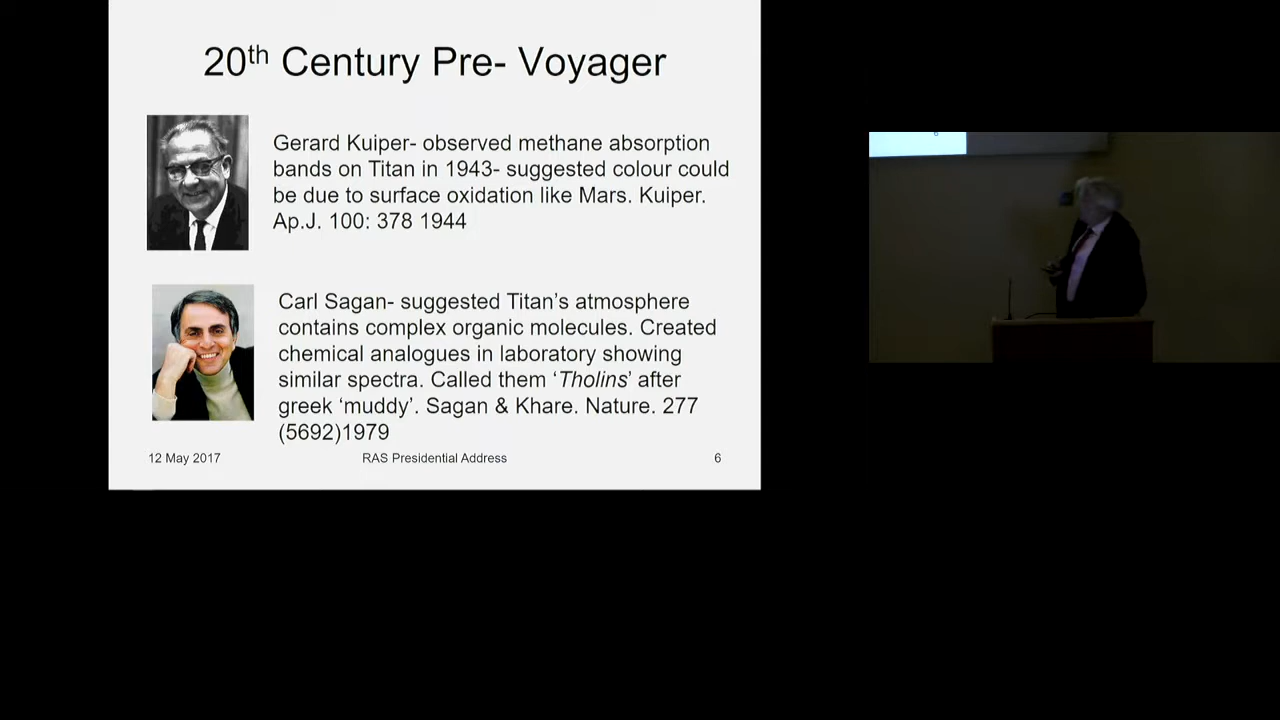 20th Century Pre- Voyager
Gerard Kuiper- observed methane absorption
bands on Titan in 1943- suggested colour could
be due to surface oxidation like Mars. Kuiper.
Ap.J. 100: 378 1944
Carl Sagan- suggested Titan’s atmosphere
contains complex organic molecules. Created
chemical analogues in laboratory showing
similar spectra. Called them ‘Tholins’ after
greek ‘muddy’. Sagan & Khare. Nature. 277
(5692)1979
12 May 2017 RAS Presidential Address 6
6